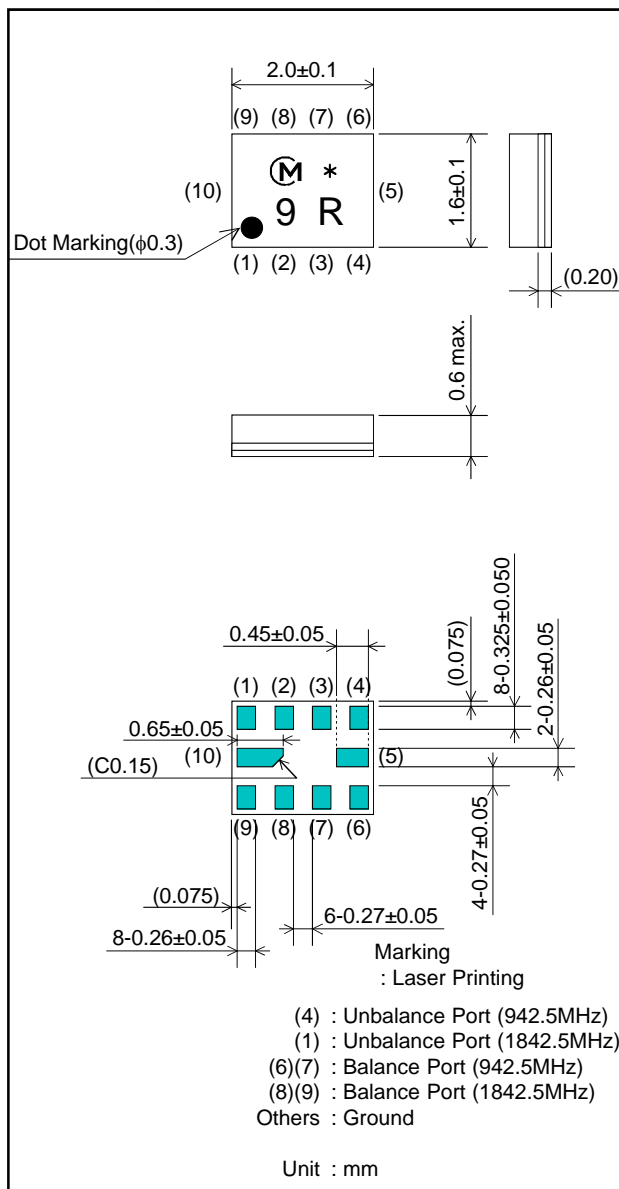 2.0±0.1
(9) (8) (7) (6)
(10)
M *
(5)
9 R
1.6±0.1
Dot Marking(ϕ0.3)
(1) (2) (3) (4)
(0.20)
0.6 max.
0.45±0.05
(0.075)
8-0.325±0.050
2-0.26±0.05
(1) (2) (3) (4)
0.65±0.05
(10)
(5)
(C0.15)
4-0.27±0.05
(9) (8) (7) (6)
(0.075)
6-0.27±0.05
8-0.26±0.05
Marking
: Laser Printing
(4) : Unbalance Port (942.5MHz)
(1) : Unbalance Port (1842.5MHz)
(6)(7) : Balance Port (942.5MHz)
(8)(9) : Balance Port (1842.5MHz)
Others : Ground
Unit : mm